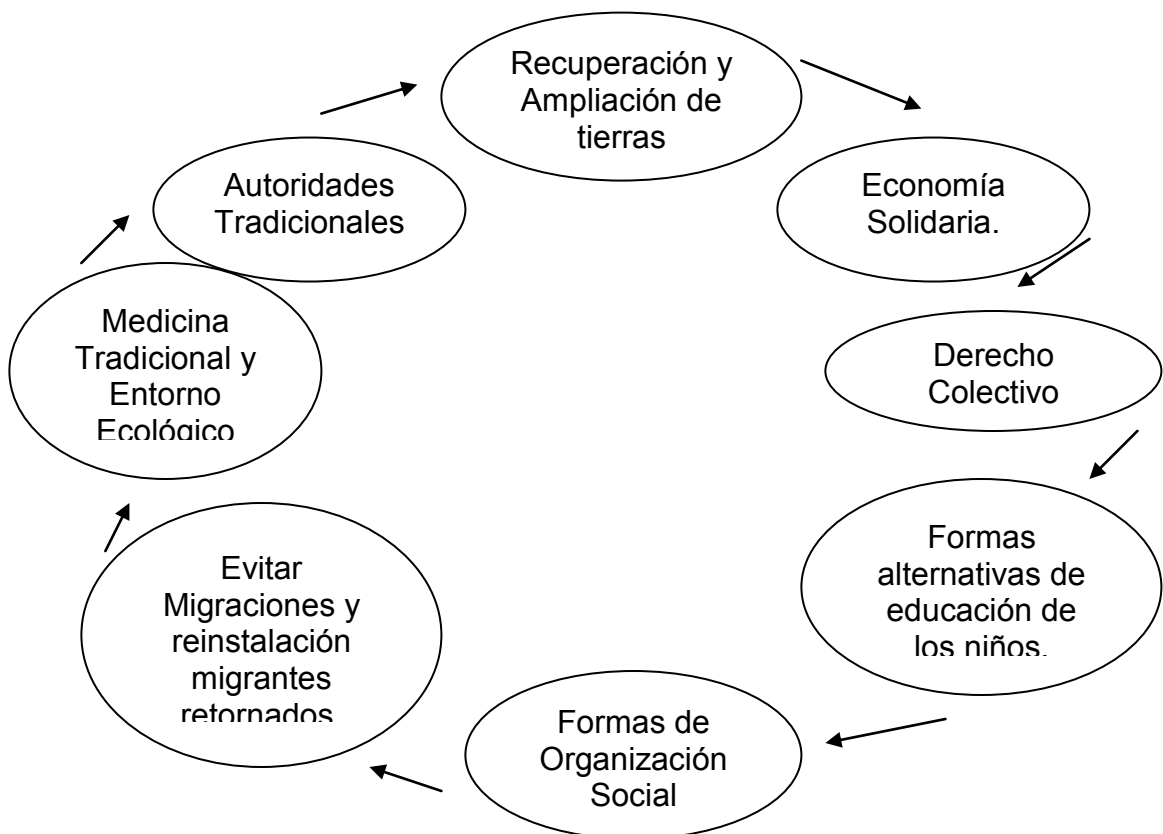 Recuperación y
Ampliación de
tierras
Economía
Solidaria.
Derecho
Colectivo
Formas
alternativas de
educación de
los niños.
Formas de
Organización
Social
Evitar
Migraciones y
reinstalación
migrantes
retornados
Medicina
Tradicional y
Entorno
Ecológico
Autoridades
Tradicionales